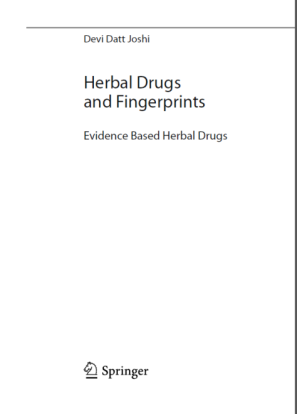 Devi Datt Joshi
Herbal Drugs
and Fingerprints
Evidence Based Herbal Drugs
Springer